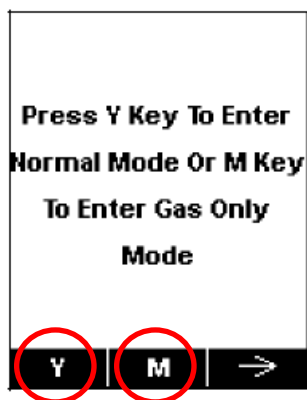 Press Y Key To Enter
Normal Mode Or M Key
To Enter Gas Only
Mode
Y M →